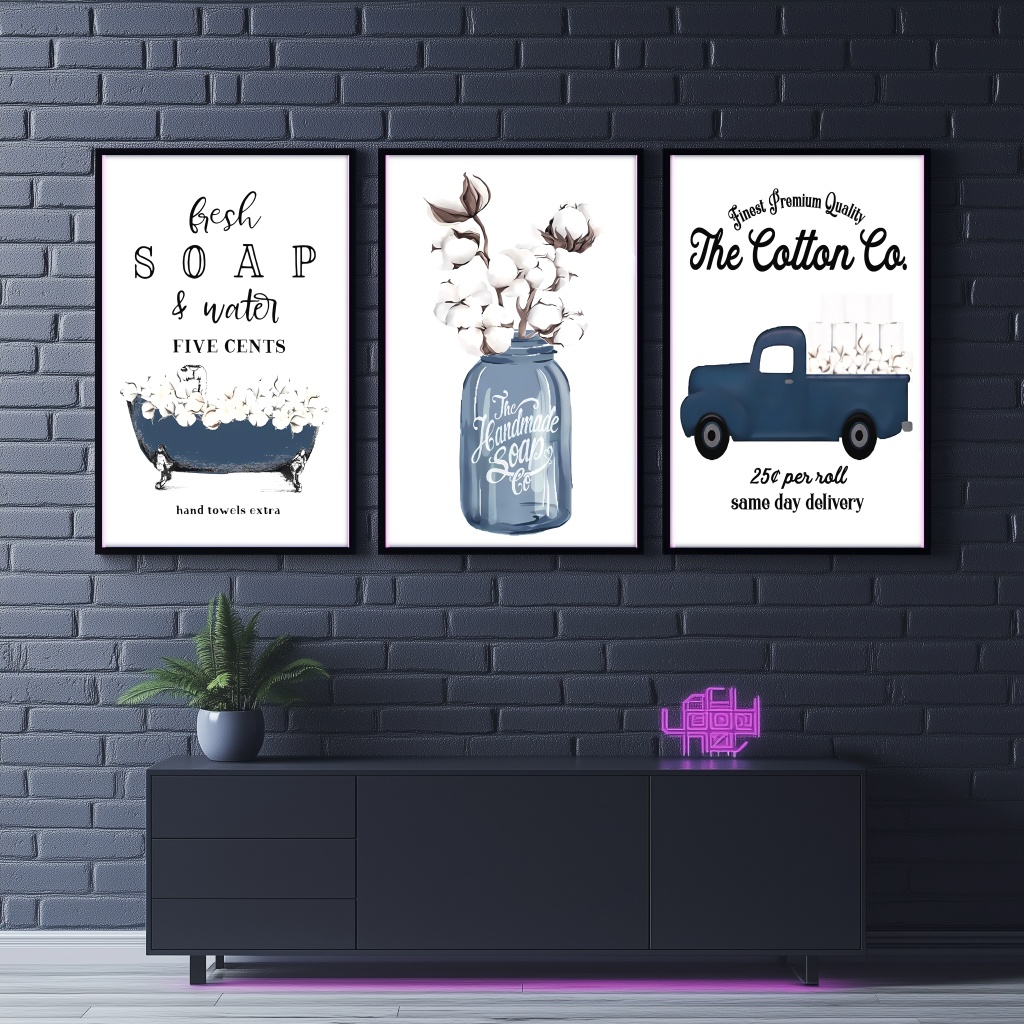 fresh
SOAP
& water
FIVE CENTS
hand towels extra
The
Handmade
Soap
Co
Finest Premium Quality
The Cotton Co.
25¢ per roll
same day delivery